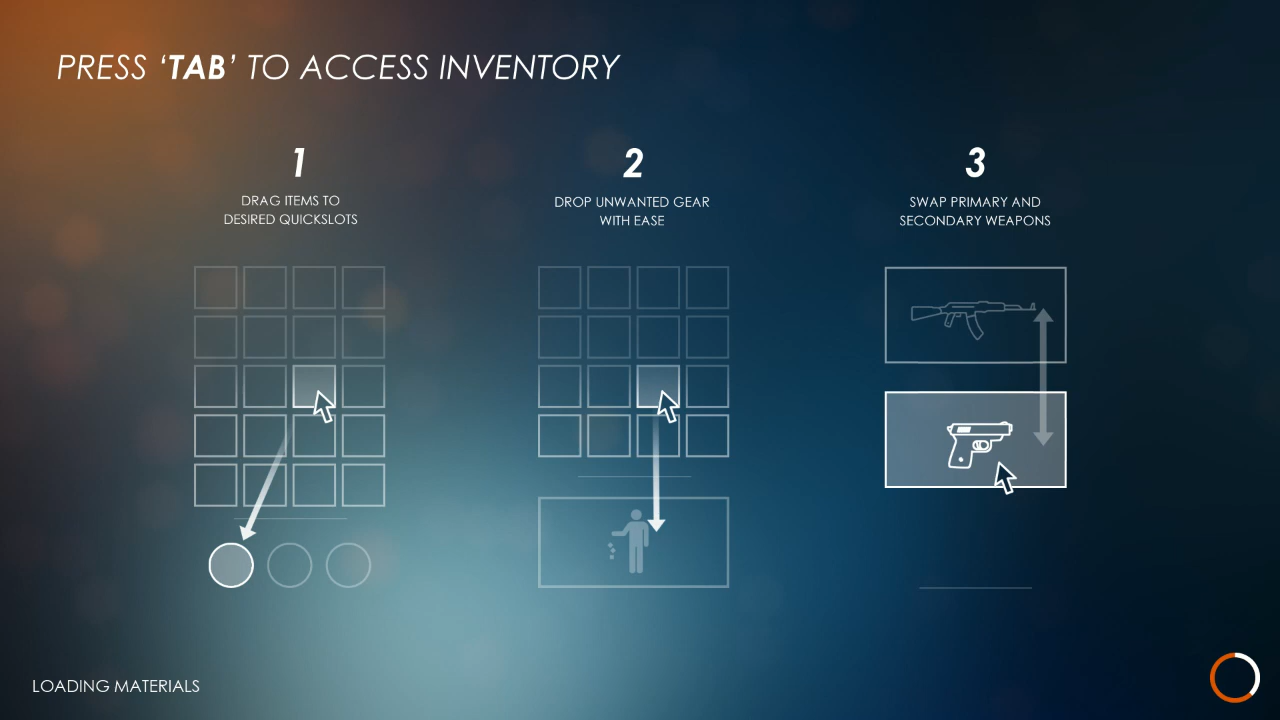 PRESS ‘TAB’ TO ACCESS INVENTORY
1
DRAG ITEMS TO
DESIRED QUICKSLOTS
2
DROP UNWANTED GEAR
WITH EASE
3
SWAP PRIMARY AND
SECONDARY WEAPONS
LOADING MATERIALS